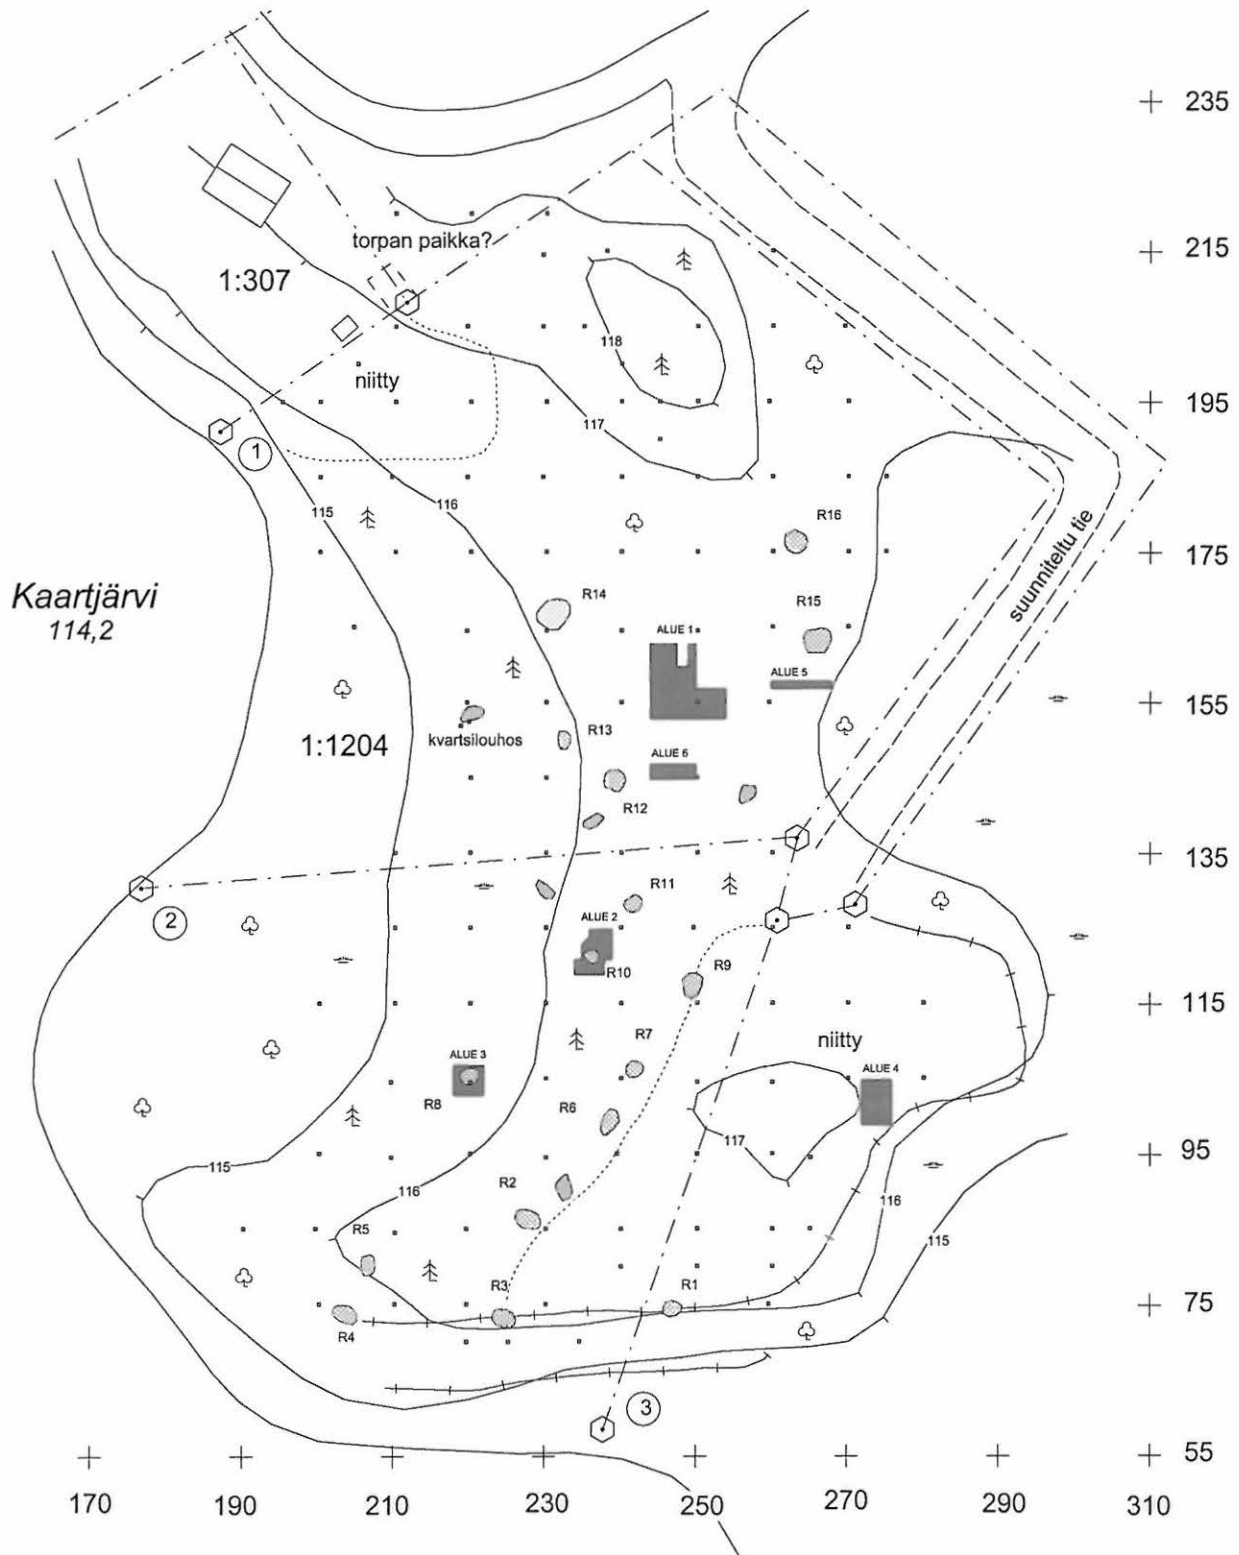 235
torpan paikka?
215
1:307
118
niitty
195
117
1
116
115
R16
175
suunniteltu tie
Kaartjärvi
114,2
R14
R15
ALUE 1
ALUE 5
155
R13
kvartsilouhos
1:1204
ALUE 6
R12
135
R11
2
ALUE 2
R10
R9
115
R7
niitty
ALUE 3
ALUE 4
R8
R6
117
95
115
R2
116
116
R5
115
R3
R1
75
R4
3
55
170
190
210
230
250
270
290
310